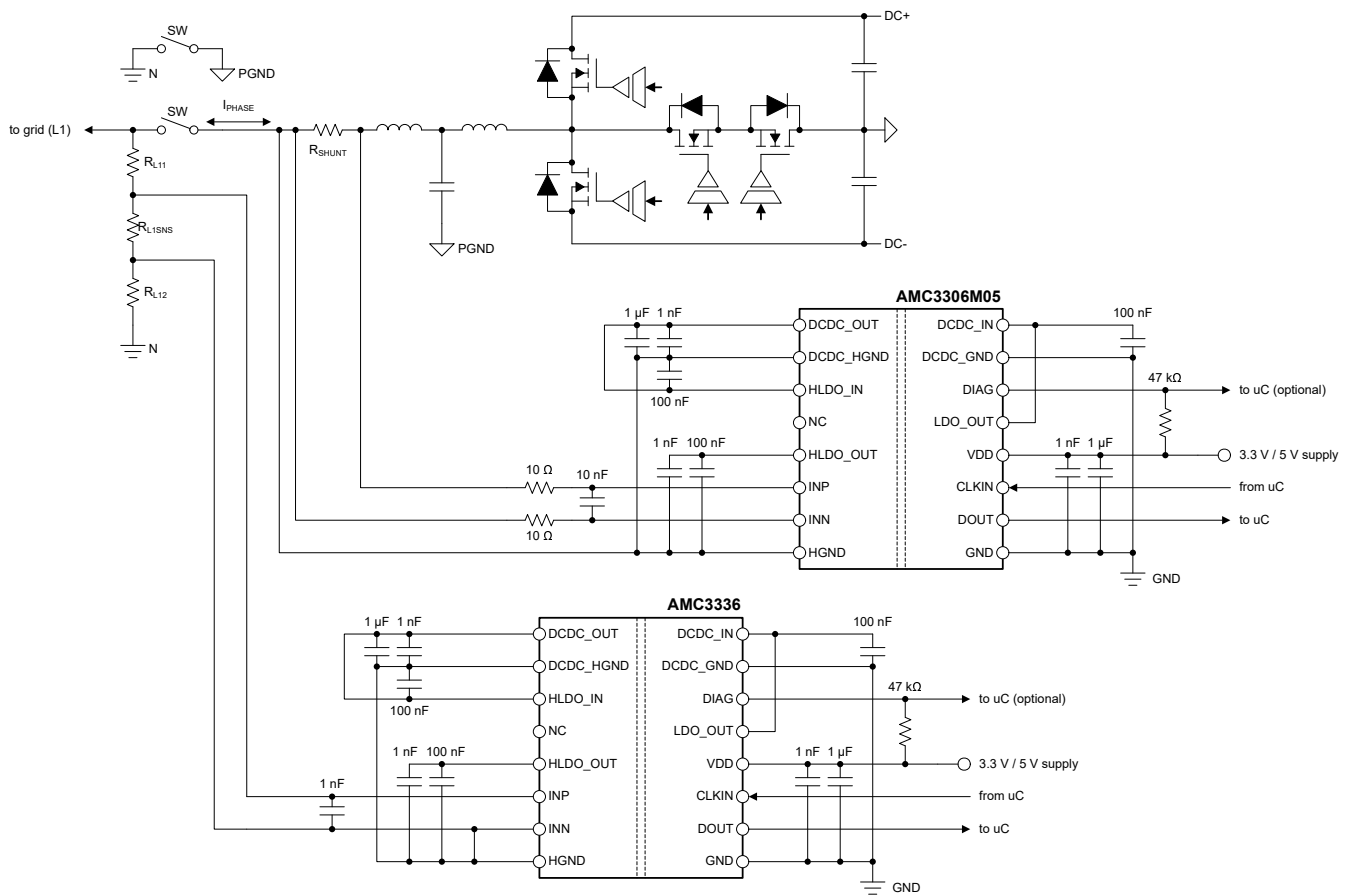 DC+
SW
N
PGND
SW
I_PHASE
to grid (L1)
R_L11
R_SHUNT
R_L1SNS
PGND
DC-
R_L12
N
AMC3306M05
1 µF 1 nF
100 nF
DCDC_OUT
DCDC_IN
DCDC_HGND
DCDC_GND
47 kΩ
HLDO_IN
DIAG
to uC (optional)
100 nF
NC
LDO_OUT
1 nF 100 nF
1 nF 1 µF
HLDO_OUT
VDD
3.3 V / 5 V supply
10 Ω
10 nF
INP
CLKIN
from uC
INN
DOUT
to uC
10 Ω
HGND
GND
GND
AMC3336
1 µF 1 nF
100 nF
DCDC_OUT
DCDC_IN
DCDC_HGND
DCDC_GND
47 kΩ
HLDO_IN
DIAG
to uC (optional)
100 nF
NC
LDO_OUT
1 nF 100 nF
1 nF 1 µF
HLDO_OUT
VDD
3.3 V / 5 V supply
1 nF
INP
CLKIN
from uC
INN
DOUT
to uC
HGND
GND
GND